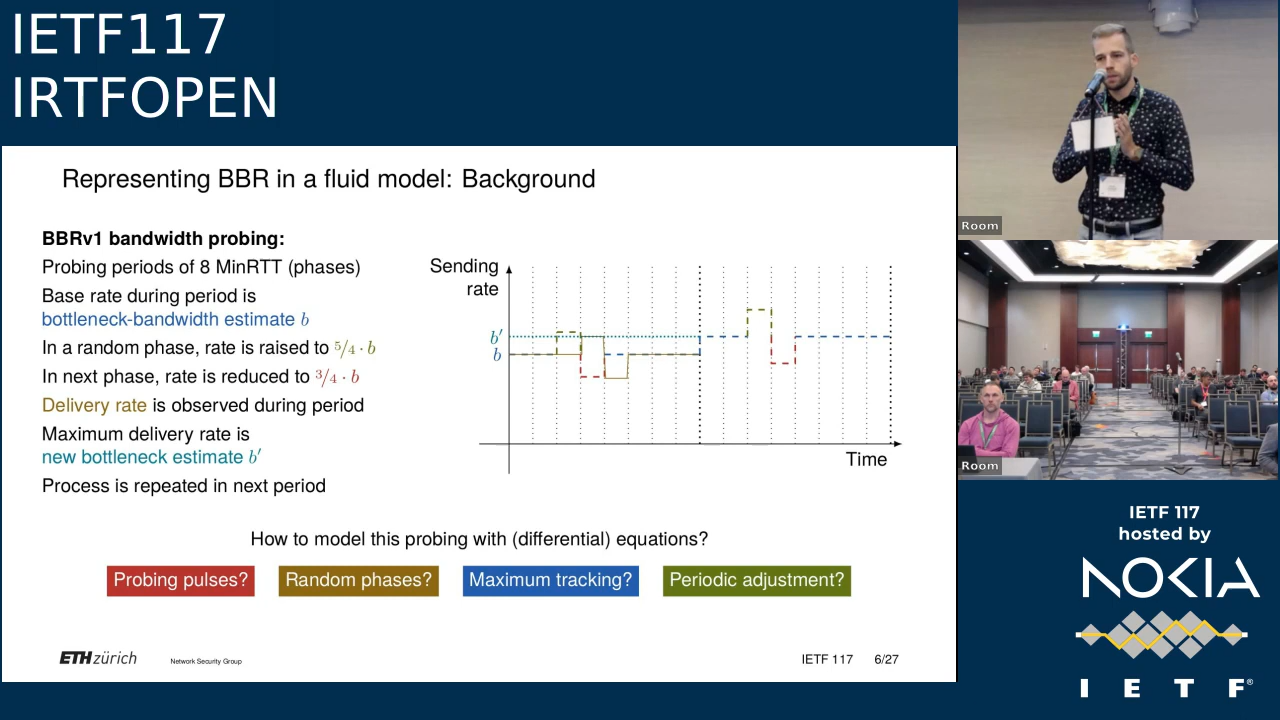 IETF117
IRTFOPEN
Representing BBR in a fluid model: Background
BBRv1 bandwidth probing:
Probing periods of 8 MinRTT (phases)
Base rate during period is
bottleneck-bandwidth estimate b
In a random phase, rate is raised to 5/4 · b
In next phase, rate is reduced to 3/4 · b
Delivery rate is observed during period
Maximum delivery rate is
new bottleneck estimate b′
Process is repeated in next period
Sending
rate
b′
b
Time
How to model this probing with (differential) equations?
Probing pulses? Random phases? Maximum tracking? Periodic adjustment?
ETH zürich Network Security Group IETF 117 6/27
Room
Room
IETF 117
hosted by
NOKIA
I E T F®